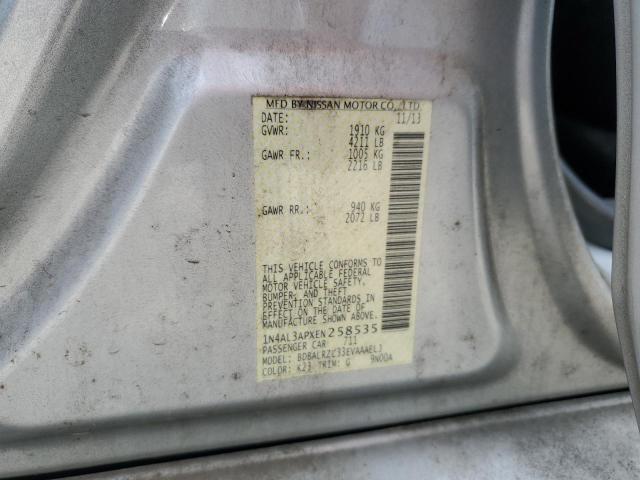 MFD BY NISSAN MOTOR CO., LTD.
DATE: 11/13
GVWR: 1910 KG
4211 LB
GAWR FR.: 1005 KG
2216 LB
GAWR RR.: 940 KG
2072 LB
THIS VEHICLE CONFORMS TO
ALL APPLICABLE FEDERAL
MOTOR VEHICLE SAFETY,
BUMPER, AND THEFT
PREVENTION STANDARDS IN
EFFECT ON THE DATE OF
MANUFACTURE SHOWN ABOVE.
1N4AL3APXEN258535
PASSENGER CAR 711
MODEL: BDBALRZC33EVAAAELJ
COLOR: K23 TRIM: G 9N00A